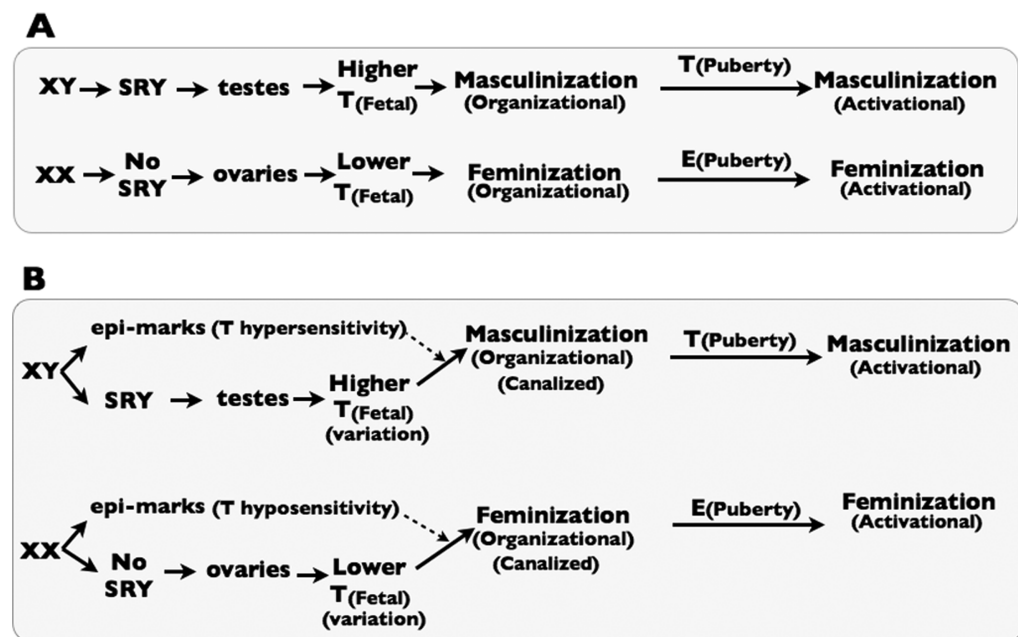 A
XY SRY testes Higher T(Fetal) Masculinization (Organizational) T(Puberty) Masculinization (Activational)
XX No SRY ovaries Lower T(Fetal) Feminization (Organizational) E(Puberty) Feminization (Activational)
B
epi-marks (T hypersensitivity)
XY
SRY testes Higher T(Fetal) (variation)
Masculinization (Organizational) (Canalized) T(Puberty) Masculinization (Activational)
epi-marks (T hyposensitivity)
XX
No SRY ovaries Lower T(Fetal) (variation)
Feminization (Organizational) (Canalized) E(Puberty) Feminization (Activational)